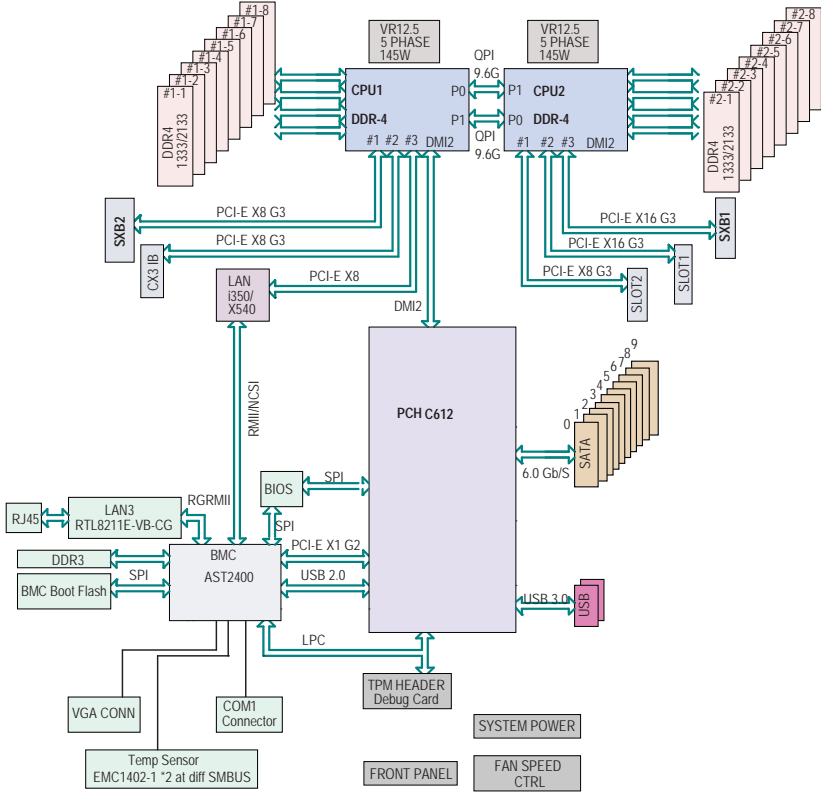 #1-8
#1-7
#1-6
#1-5
#1-4
#1-3
#1-2
#1-1
DDR4
1333/2133
VR12.5
5 PHASE
145W
QPI
9.6G
VR12.5
5 PHASE
145W
#2-8
#2-7
#2-6
#2-5
#2-4
#2-3
#2-2
#2-1
DDR4
1333/2133
CPU1
P0
DDR-4
P1
#1 #2 #3 DMI2
P1
CPU2
P0
DDR-4
#1 #2 #3 DMI2
QPI
9.6G
SXB2
PCI-E X8 G3
PCI-E X8 G3
CX3 IB
PCI-E X16 G3
SXB1
PCI-E X16 G3
SLOT1
PCI-E X8 G3
SLOT2
LAN
i350/
X540
PCI-E X8
DMI2
RMII/NCSI
PCH C612
0
1
2
3
4
5
6
7
8
9
SATA
6.0 Gb/S
BIOS
SPI
SPI
RJ45
LAN3
RTL8211E-VB-CG
RGRMII
BMC
AST2400
PCI-E X1 G2
USB 2.0
DDR3
SPI
BMC Boot Flash
USB 3.0
USB
LPC
TPM HEADER
Debug Card
VGA CONN
COM1
Connector
Temp Sensor
EMC1402-1 *2 at diff SMBUS
SYSTEM POWER
FRONT PANEL
FAN SPEED
CTRL